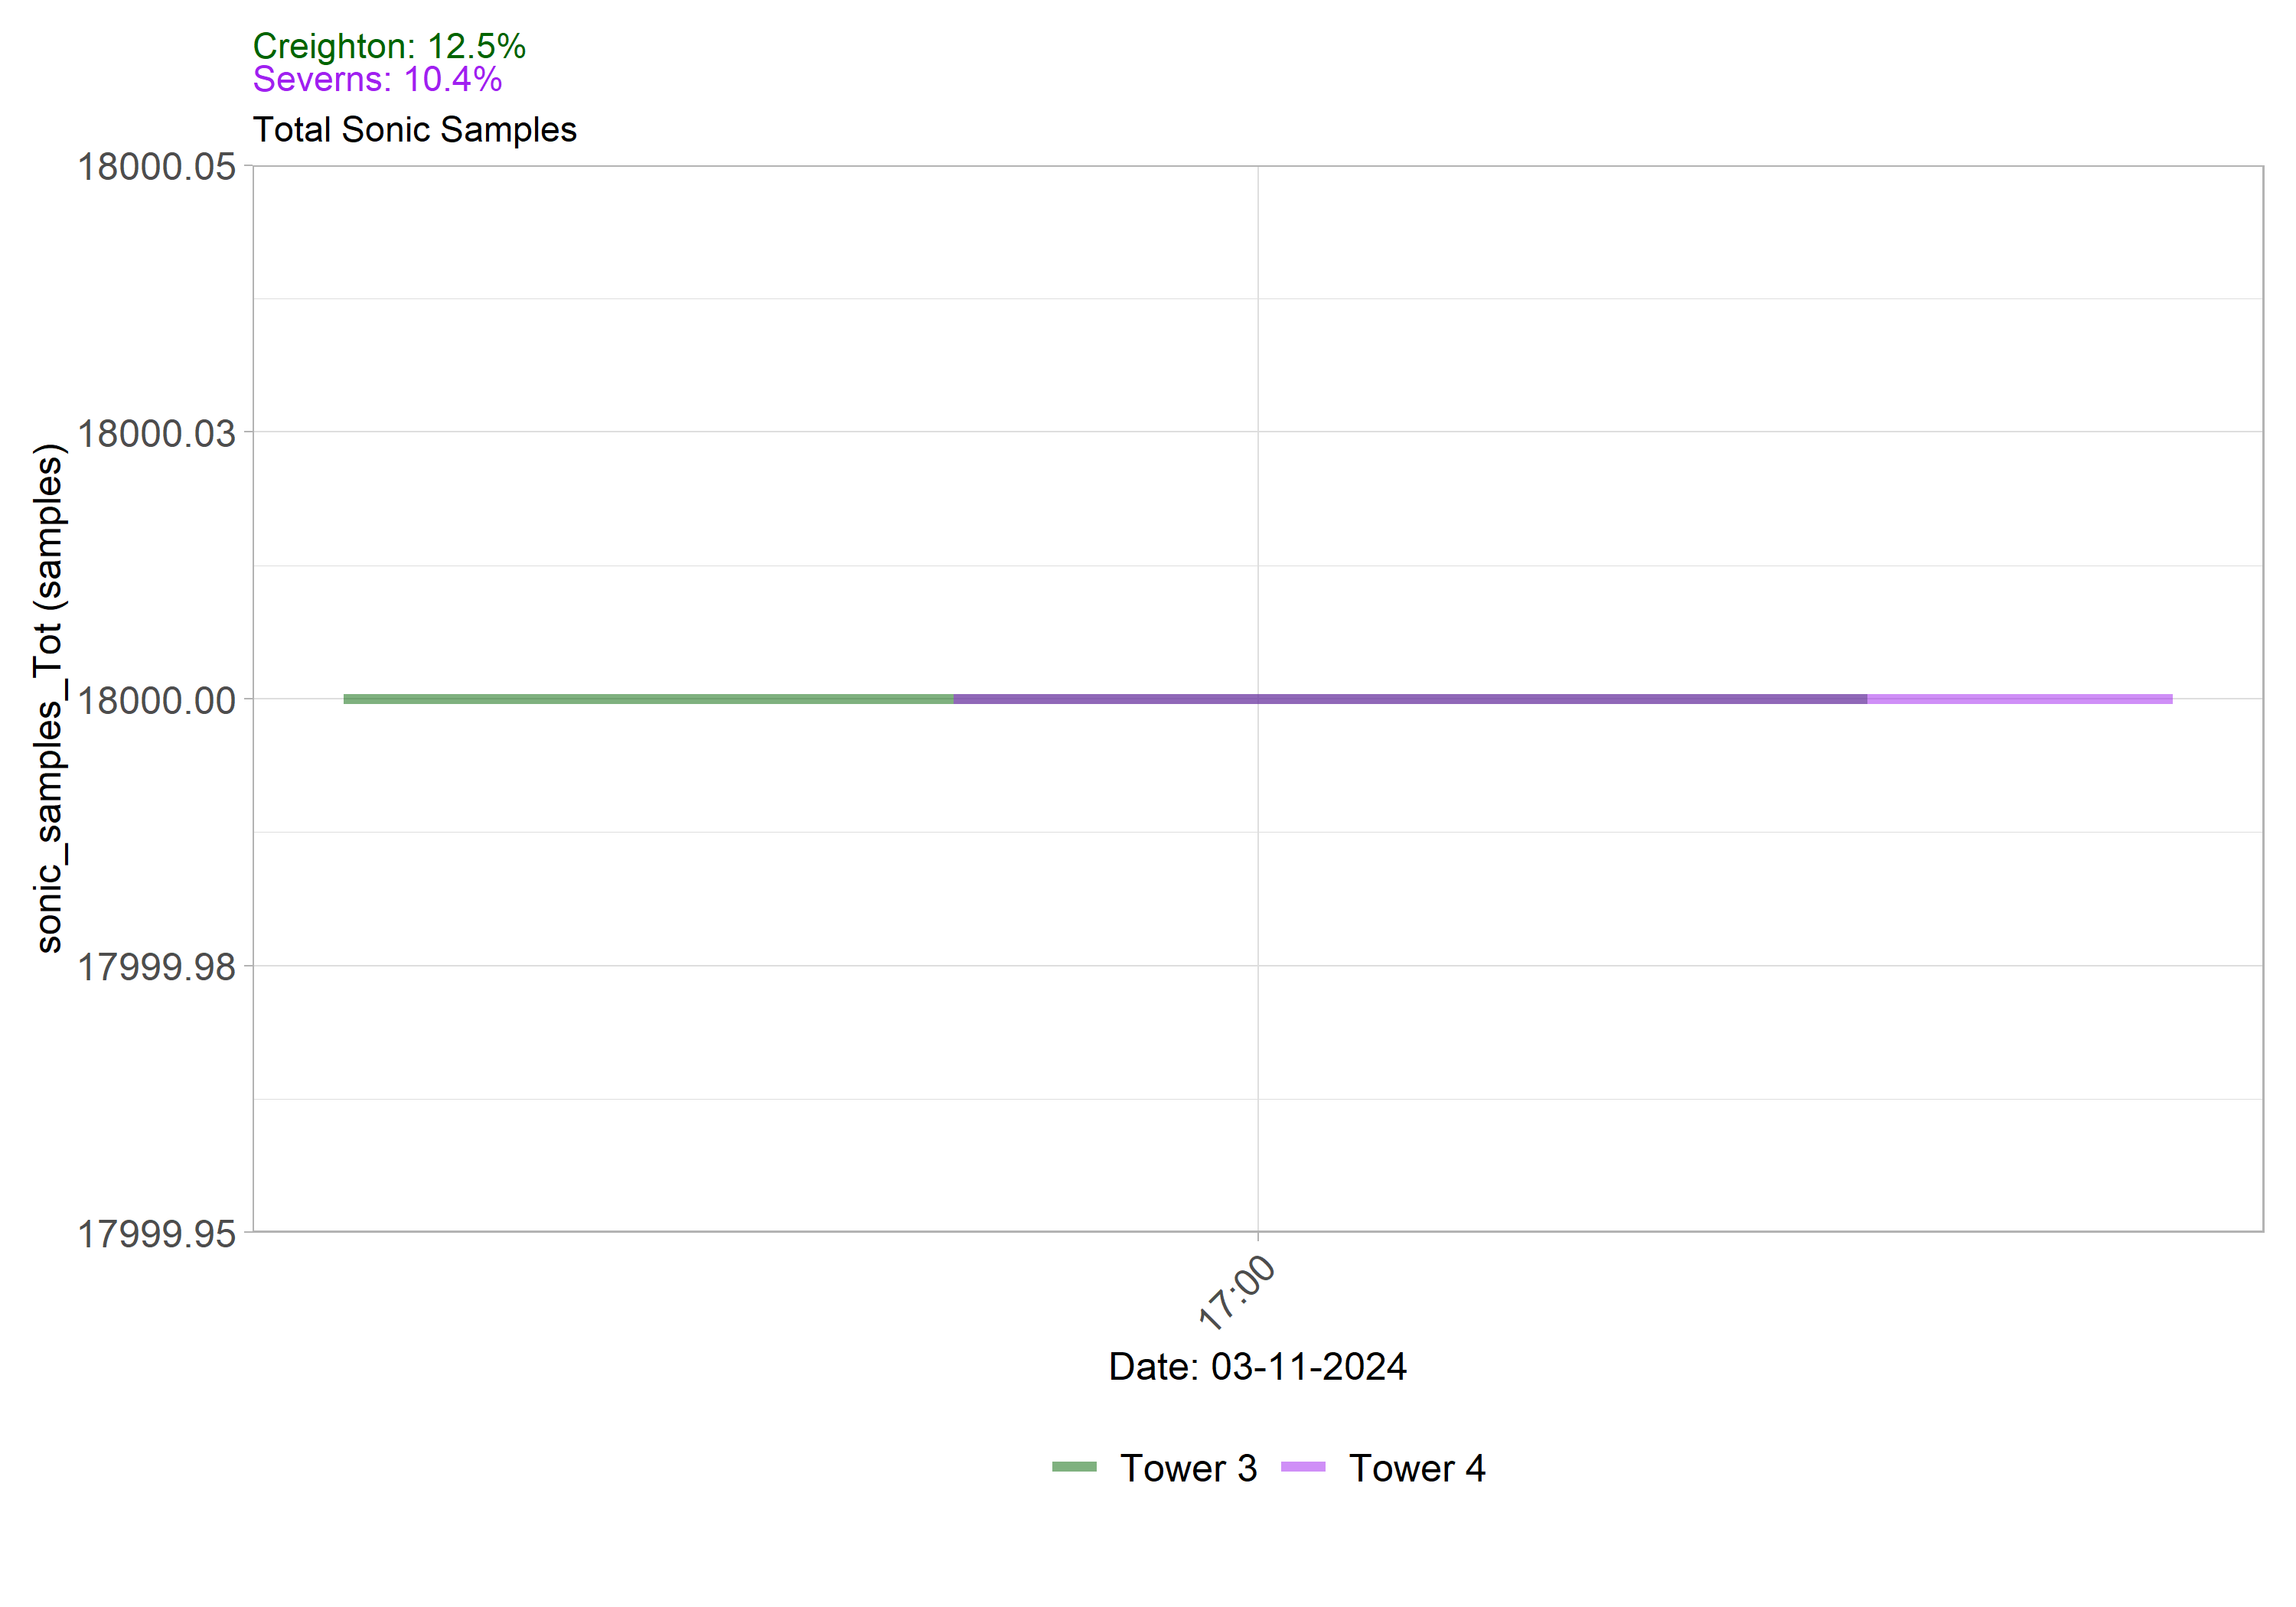 Creighton: 12.5%
Severns: 10.4%
Total Sonic Samples
18000.05
18000.03
18000.00
17999.98
17999.95
sonic_samples_Tot (samples)
17:00
Date: 03-11-2024
Tower 3 Tower 4